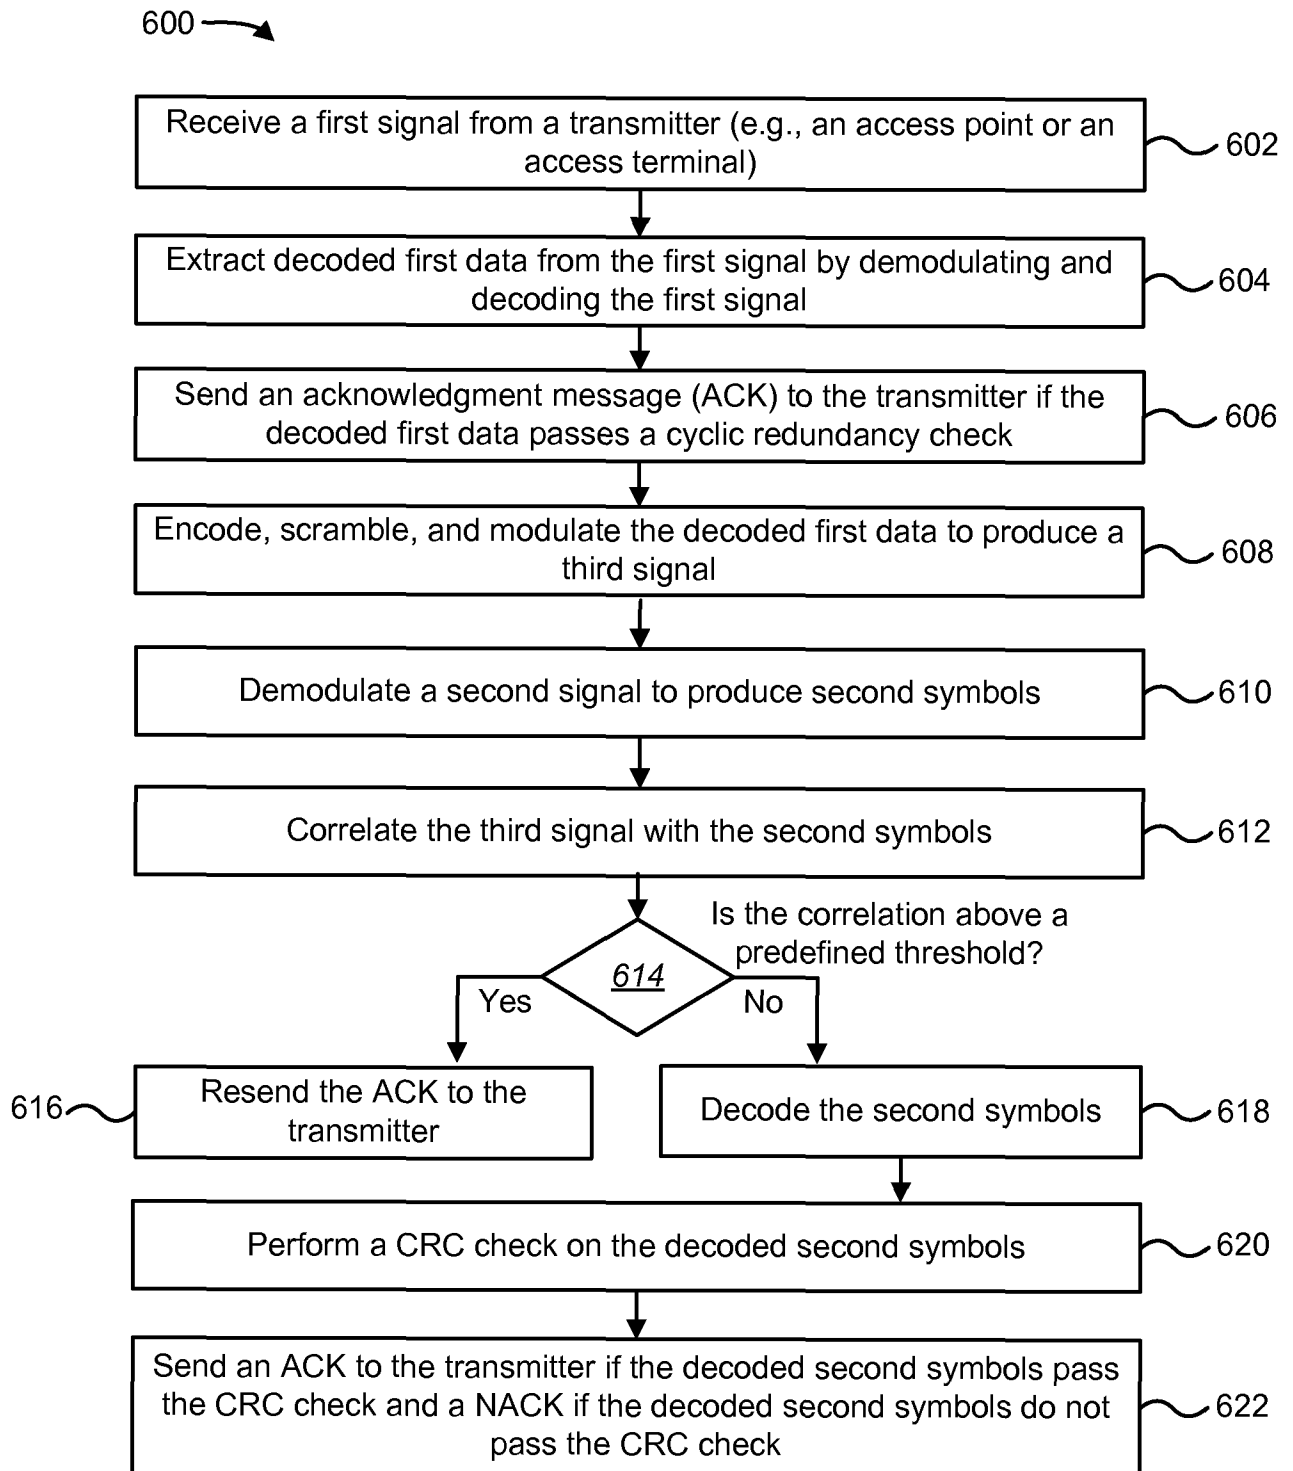 600
Receive a first signal from a transmitter (e.g., an access point or an
access terminal)
602
Extract decoded first data from the first signal by demodulating and
decoding the first signal
604
Send an acknowledgment message (ACK) to the transmitter if the
decoded first data passes a cyclic redundancy check
606
Encode, scramble, and modulate the decoded first data to produce a
third signal
608
Demodulate a second signal to produce second symbols
610
Correlate the third signal with the second symbols
612
Is the correlation above a
predefined threshold?
614
Yes
No
616
Resend the ACK to the
transmitter
Decode the second symbols
618
Perform a CRC check on the decoded second symbols
620
Send an ACK to the transmitter if the decoded second symbols pass
the CRC check and a NACK if the decoded second symbols do not
pass the CRC check
622